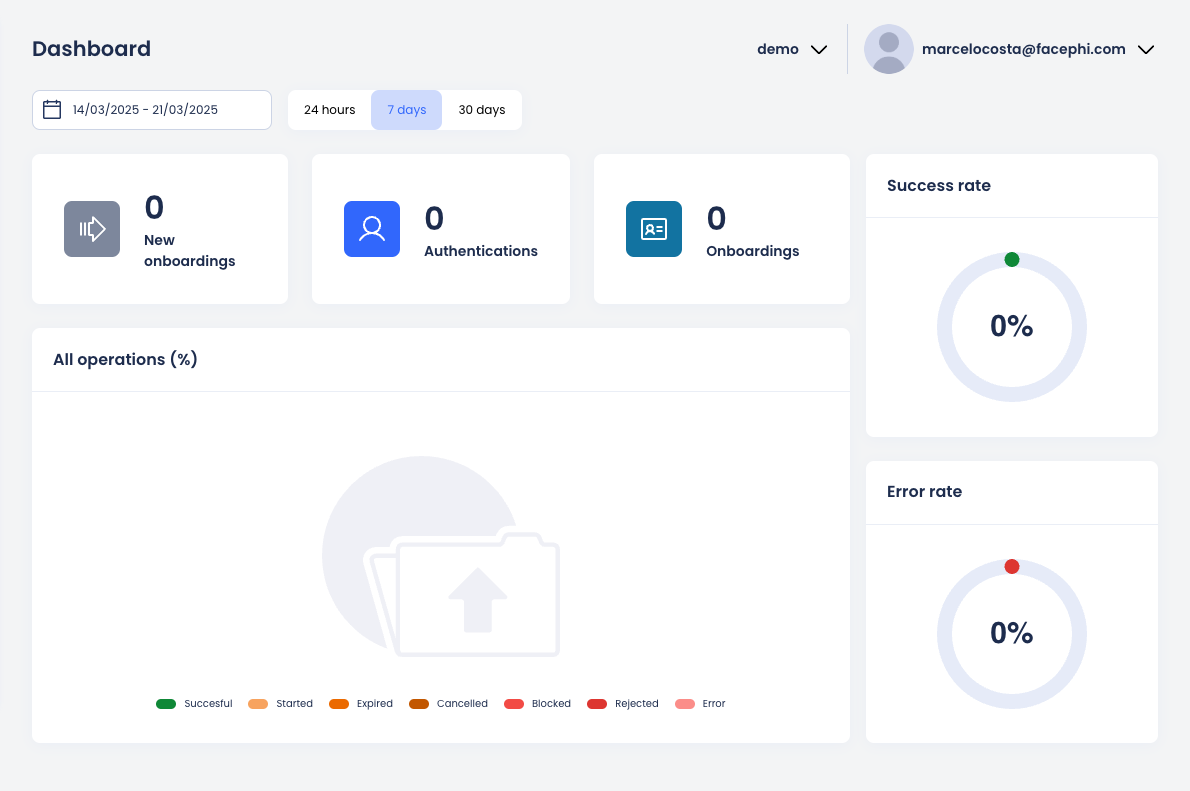 Dashboard
demo
marcelocosta@facephi.com
14/03/2025 - 21/03/2025
24 hours
7 days
30 days
0
New
onboardings
0
Authentications
0
Onboardings
Success rate
0%
All operations (%)
Succesful
Started
Expired
Cancelled
Blocked
Rejected
Error
Error rate
0%